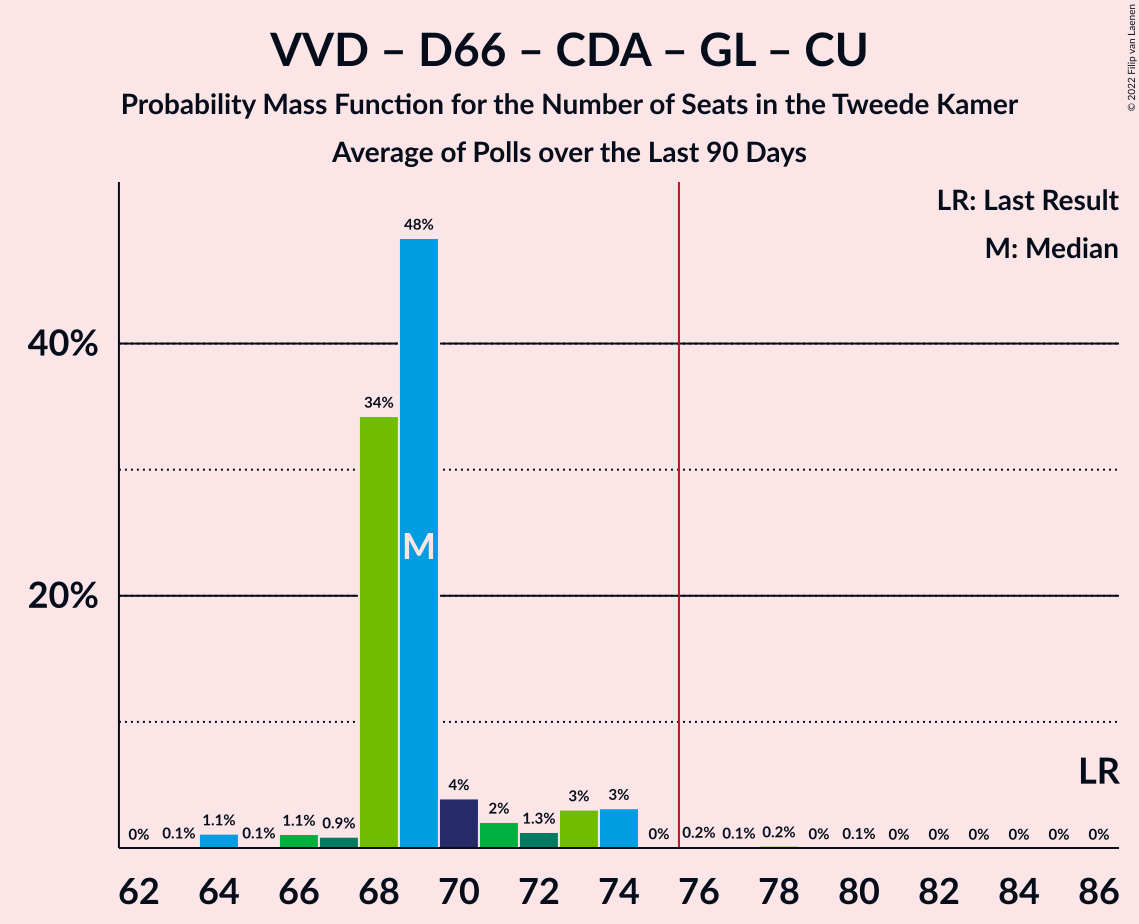 VVD – D66 – CDA – GL – CU
Probability Mass Function for the Number of Seats in the Tweede Kamer
Average of Polls over the Last 90 Days
© 2022 Filip van Laenen
LR: Last Result
M: Median
40%
20%
0% 0.1% 1.1% 0.1% 1.1% 0.9% 34% 48% 4% 2% 1.3% 3% 3% 0% 0.2% 0.1% 0.2% 0% 0.1% 0% 0% 0% 0% 0% 0%
M
LR
62 64 66 68 70 72 74 76 78 80 82 84 86